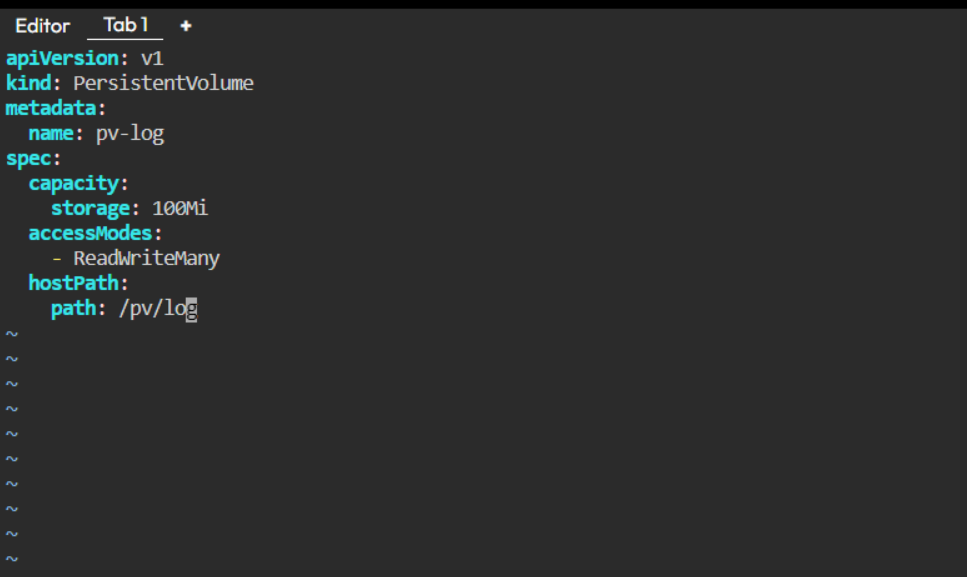 Editor Tab 1 +
apiVersion: v1
kind: PersistentVolume
metadata:
  name: pv-log
spec:
  capacity:
    storage: 100Mi
  accessModes:
    - ReadWriteMany
  hostPath:
    path: /pv/log
~
~
~
~
~
~
~
~
~
~